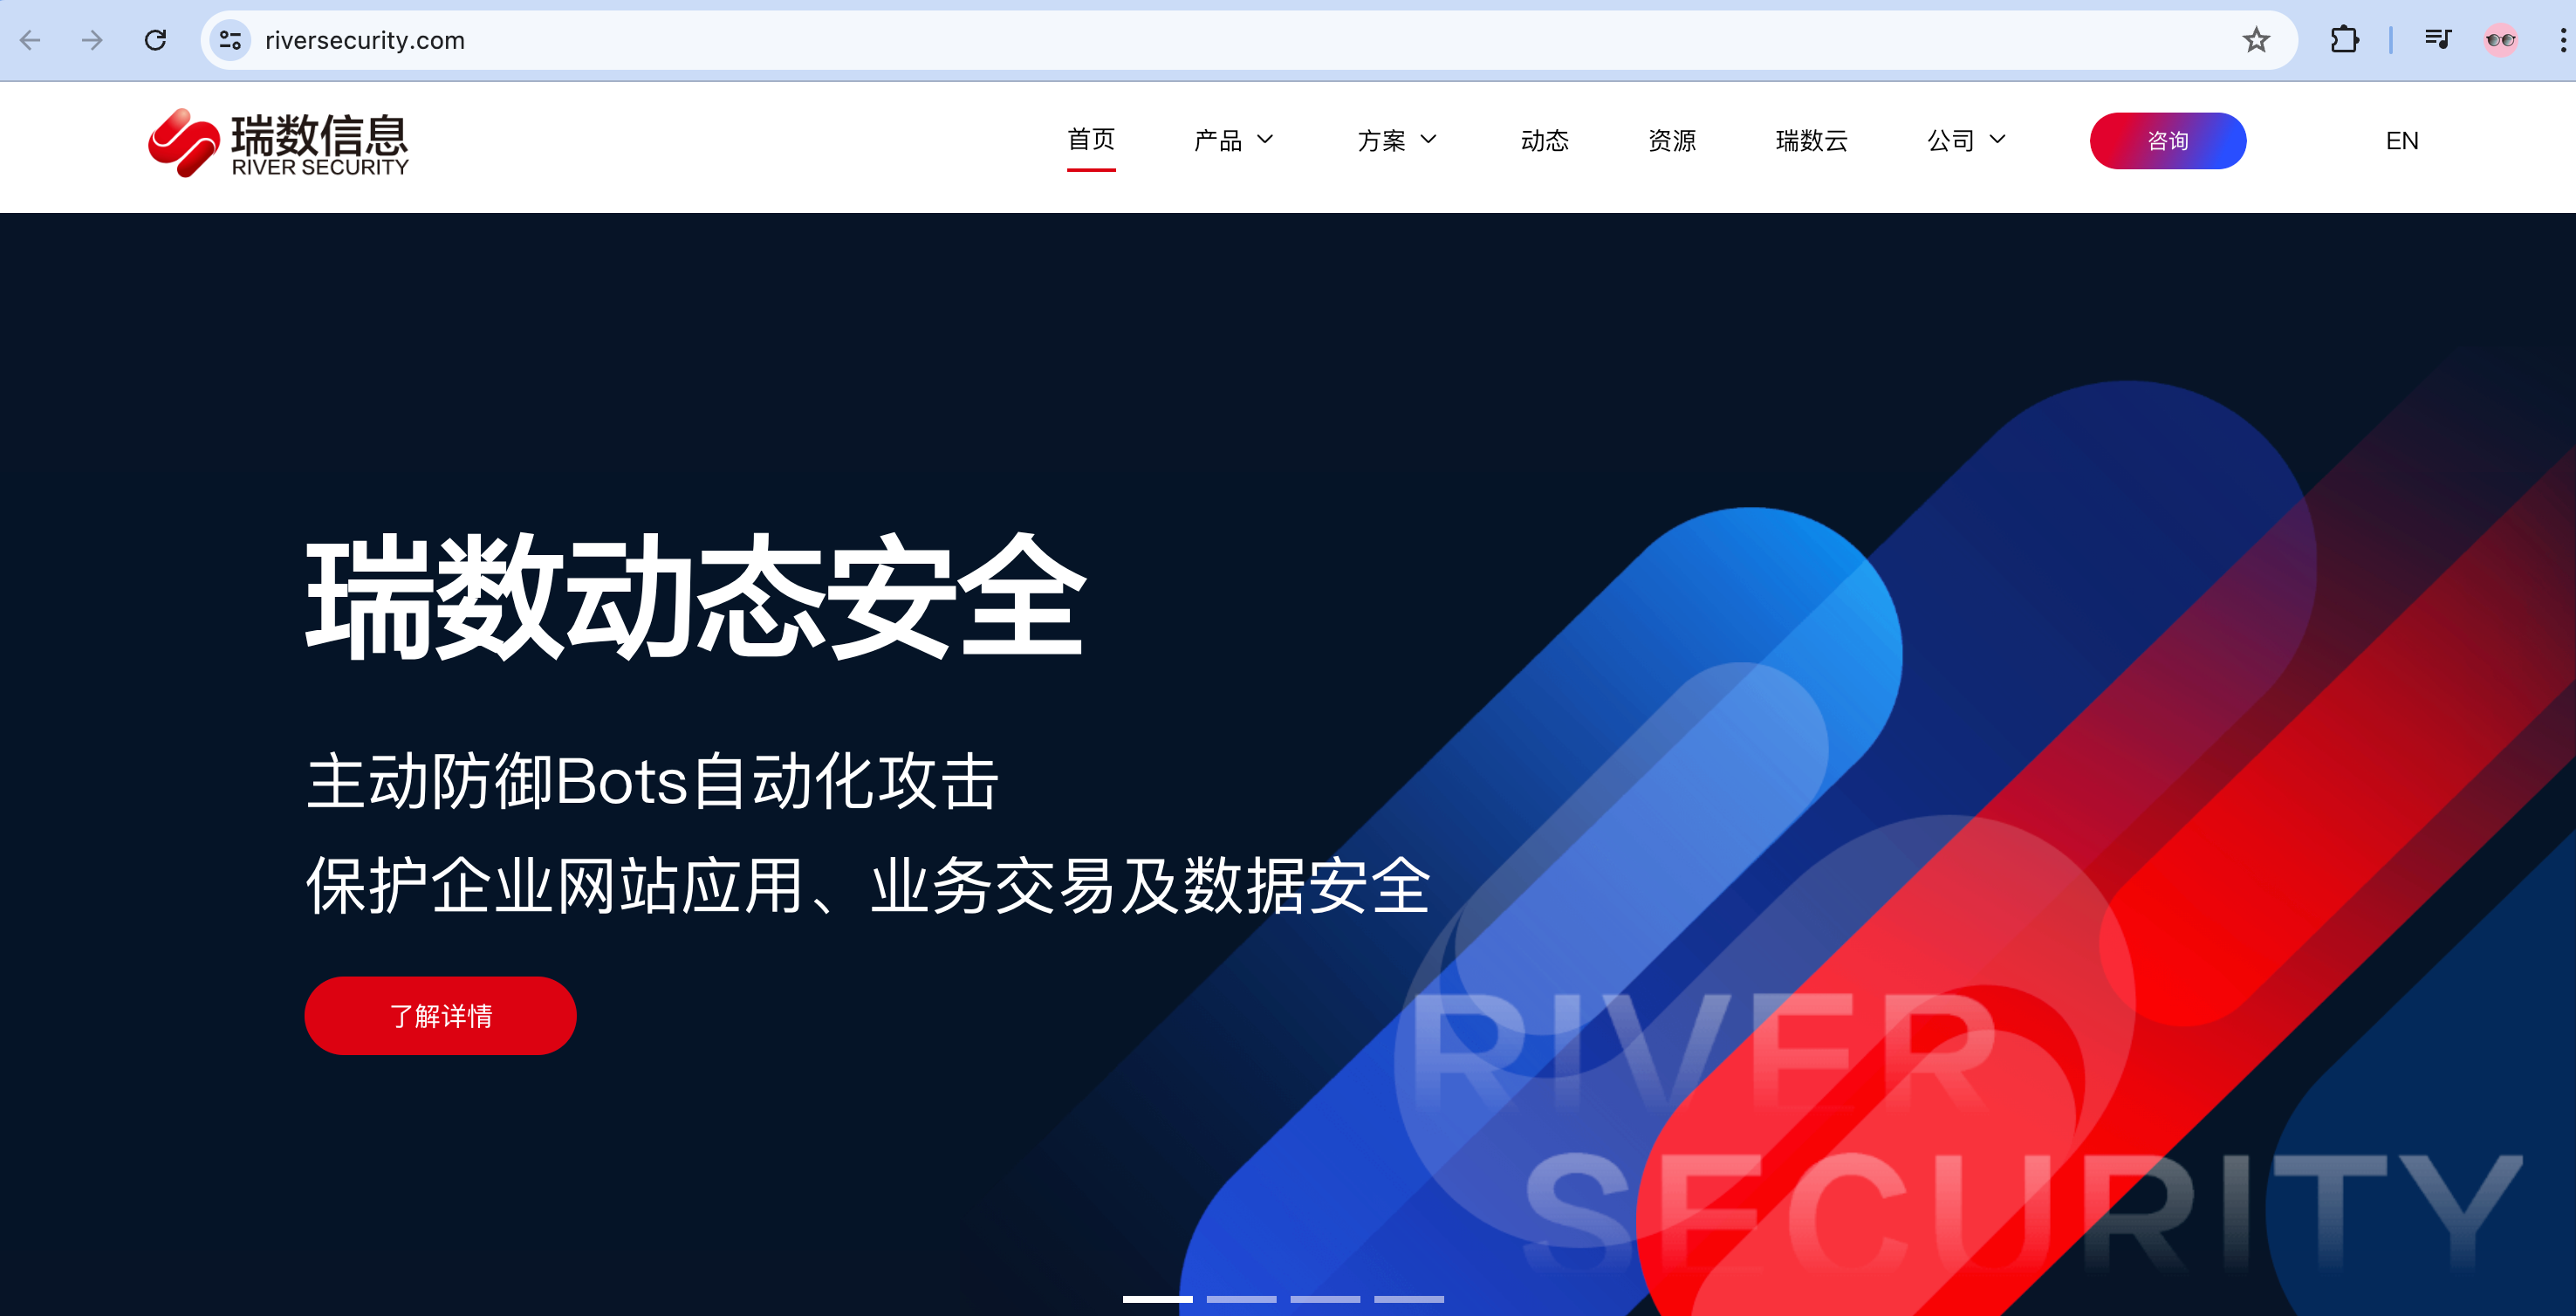 riversecurity.com
瑞数信息
RIVER SECURITY
首页
产品
方案
动态
资源
瑞数云
公司
咨询
EN
瑞数动态安全
主动防御Bots自动化攻击
保护企业网站应用、业务交易及数据安全
了解详情
RIVER
SECURITY